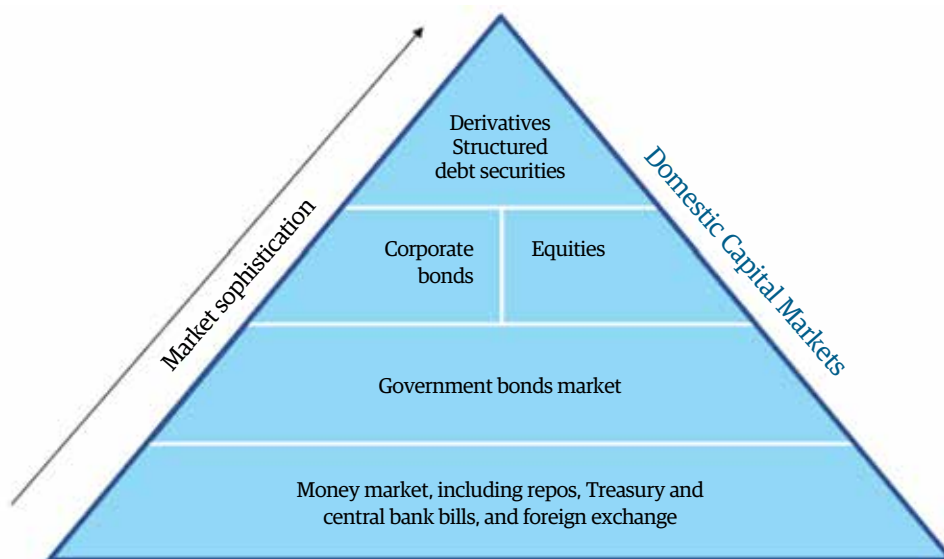 Derivatives
Structured
debt securities
Domestic Capital Markets
Market sophistication
Corporate
bonds
Equities
Government bonds market
Money market, including repos, Treasury and
central bank bills, and foreign exchange